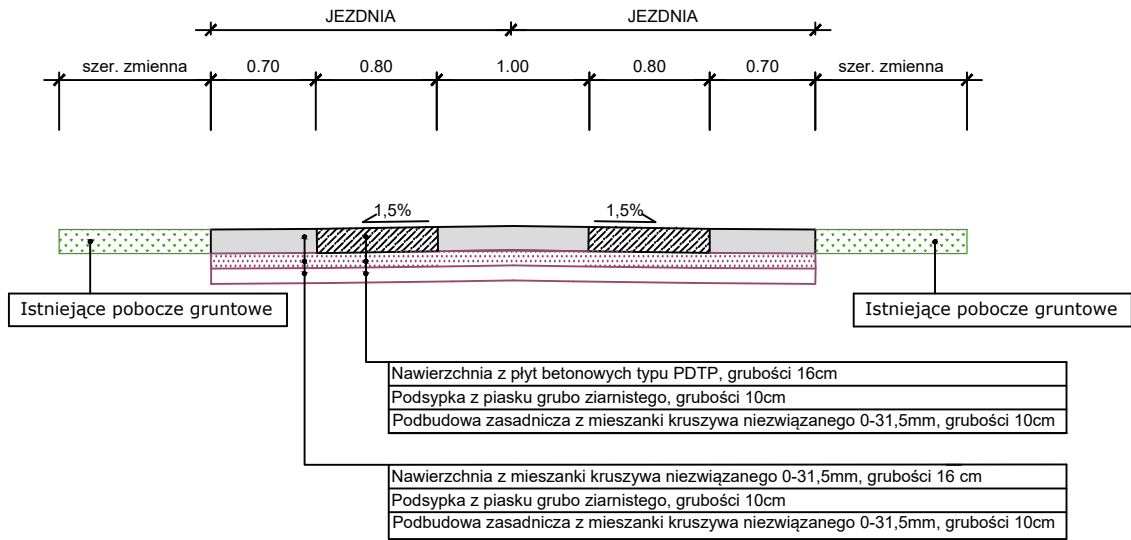 JEZDNIA JEZDNIA
szer. zmienna 0.70 0.80 1.00 0.80 0.70 szer. zmienna
1,5% 1,5%
Istniejące pobocze gruntowe Istniejące pobocze gruntowe
Nawierzchnia z płyt betonowych typu PDTP, grubości 16cm
Podsypka z piasku grubo ziarnistego, grubości 10cm
Podbudowa zasadnicza z mieszanki kruszywa niezwiązanego 0-31,5mm, grubości 10cm
Nawierzchnia z mieszanki kruszywa niezwiązanego 0-31,5mm, grubości 16 cm
Podsypka z piasku grubo ziarnistego, grubości 10cm
Podbudowa zasadnicza z mieszanki kruszywa niezwiązanego 0-31,5mm, grubości 10cm